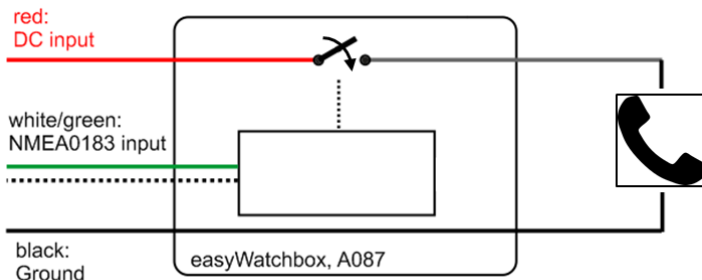 red:
DC input
white/green:
NMEA0183 input
black:
Ground
easyWatchbox, A087